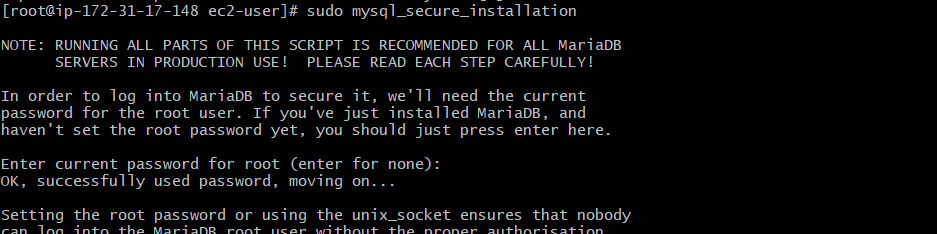 [root@ip-172-31-17-148 ec2-user]# sudo mysql_secure_installation
NOTE: RUNNING ALL PARTS OF THIS SCRIPT IS RECOMMENDED FOR ALL MariaDB
SERVERS IN PRODUCTION USE!  PLEASE READ EACH STEP CAREFULLY!
In order to log into MariaDB to secure it, we'll need the current
password for the root user. If you've just installed MariaDB, and
haven't set the root password yet, you should just press enter here.
Enter current password for root (enter for none):
OK, successfully used password, moving on...
Setting the root password or using the unix_socket ensures that nobody
can log into the MariaDB root user without the proper authorisation.